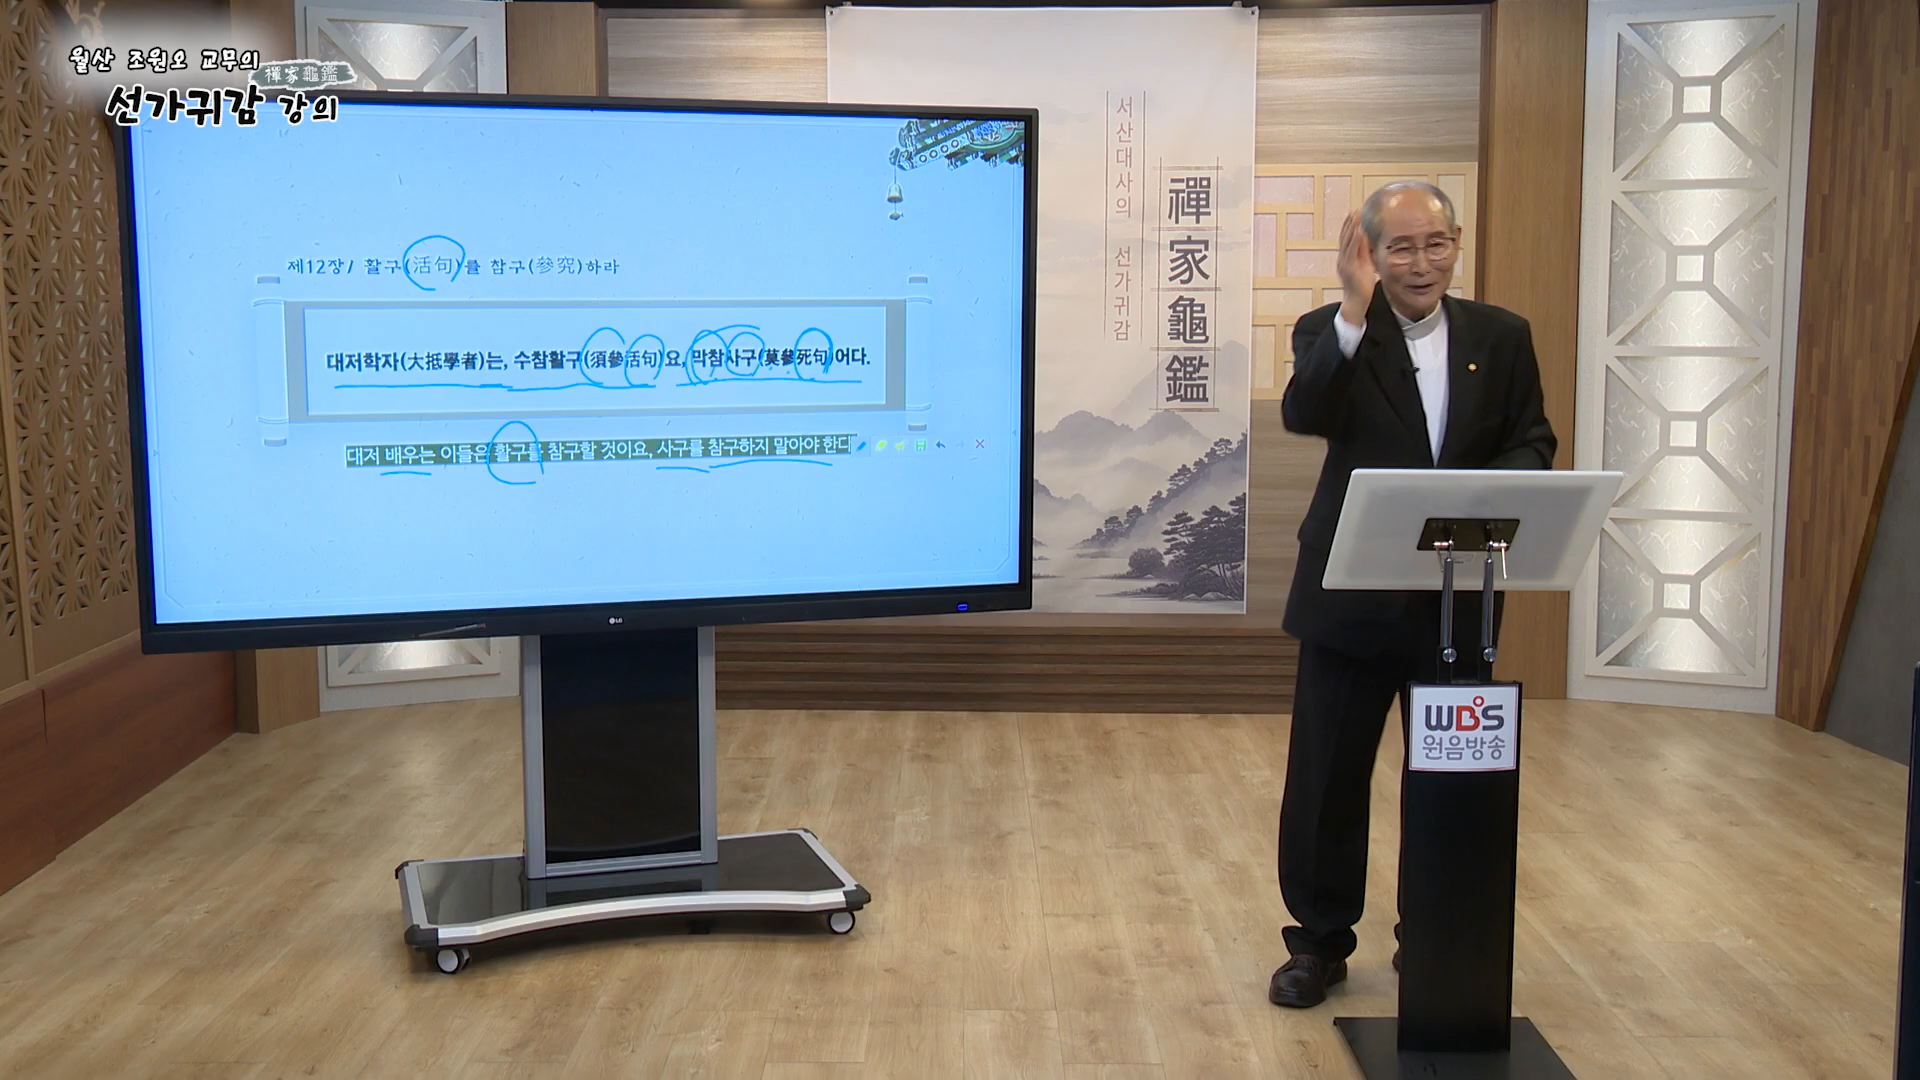 월산 조원오 교무의
禪家龜鑑
선가귀감 강의
제12장/ 활구(活句)를 참구(參究)하라
대저학자(大抵學者)는, 수참활구(須參活句)요, 막참사구(莫參死句)어다.
대저 배우는 이들은 활구를 참구할 것이요, 사구를 참구하지 말아야 한다
LG
서산대사의 선가귀감
禪家龜鑑
WBS
원음방송